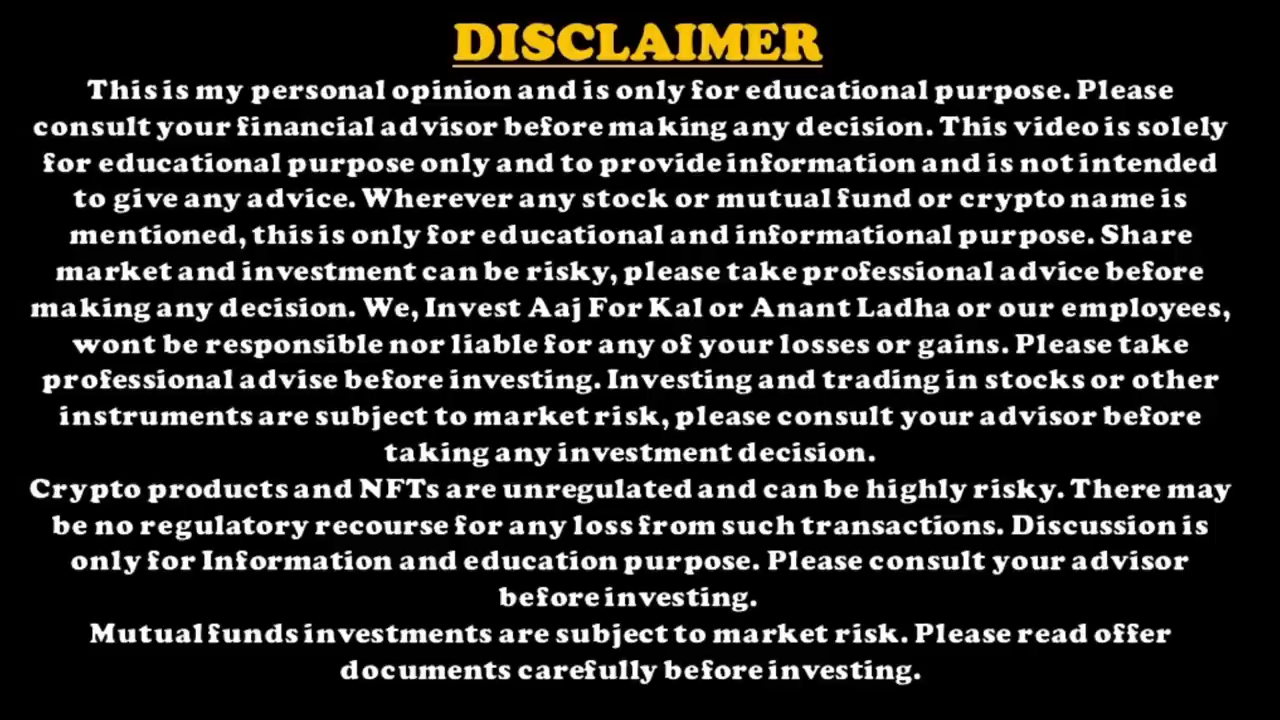 DISCLAIMER
This is my personal opinion and is only for educational purpose. Please
consult your financial advisor before making any decision. This video is solely
for educational purpose only and to provide information and is not intended
to give any advice. Wherever any stock or mutual fund or crypto name is
mentioned, this is only for educational and informational purpose. Share
market and investment can be risky, please take professional advice before
making any decision. We, Invest Aaj For Kal or Anant Ladha or our employees,
wont be responsible nor liable for any of your losses or gains. Please take
professional advise before investing. Investing and trading in stocks or other
instruments are subject to market risk, please consult your advisor before
taking any investment decision.
Crypto products and NFTs are unregulated and can be highly risky. There may
be no regulatory recourse for any loss from such transactions. Discussion is
only for Information and education purpose. Please consult your advisor
before investing.
Mutual funds investments are subject to market risk. Please read offer
documents carefully before investing.